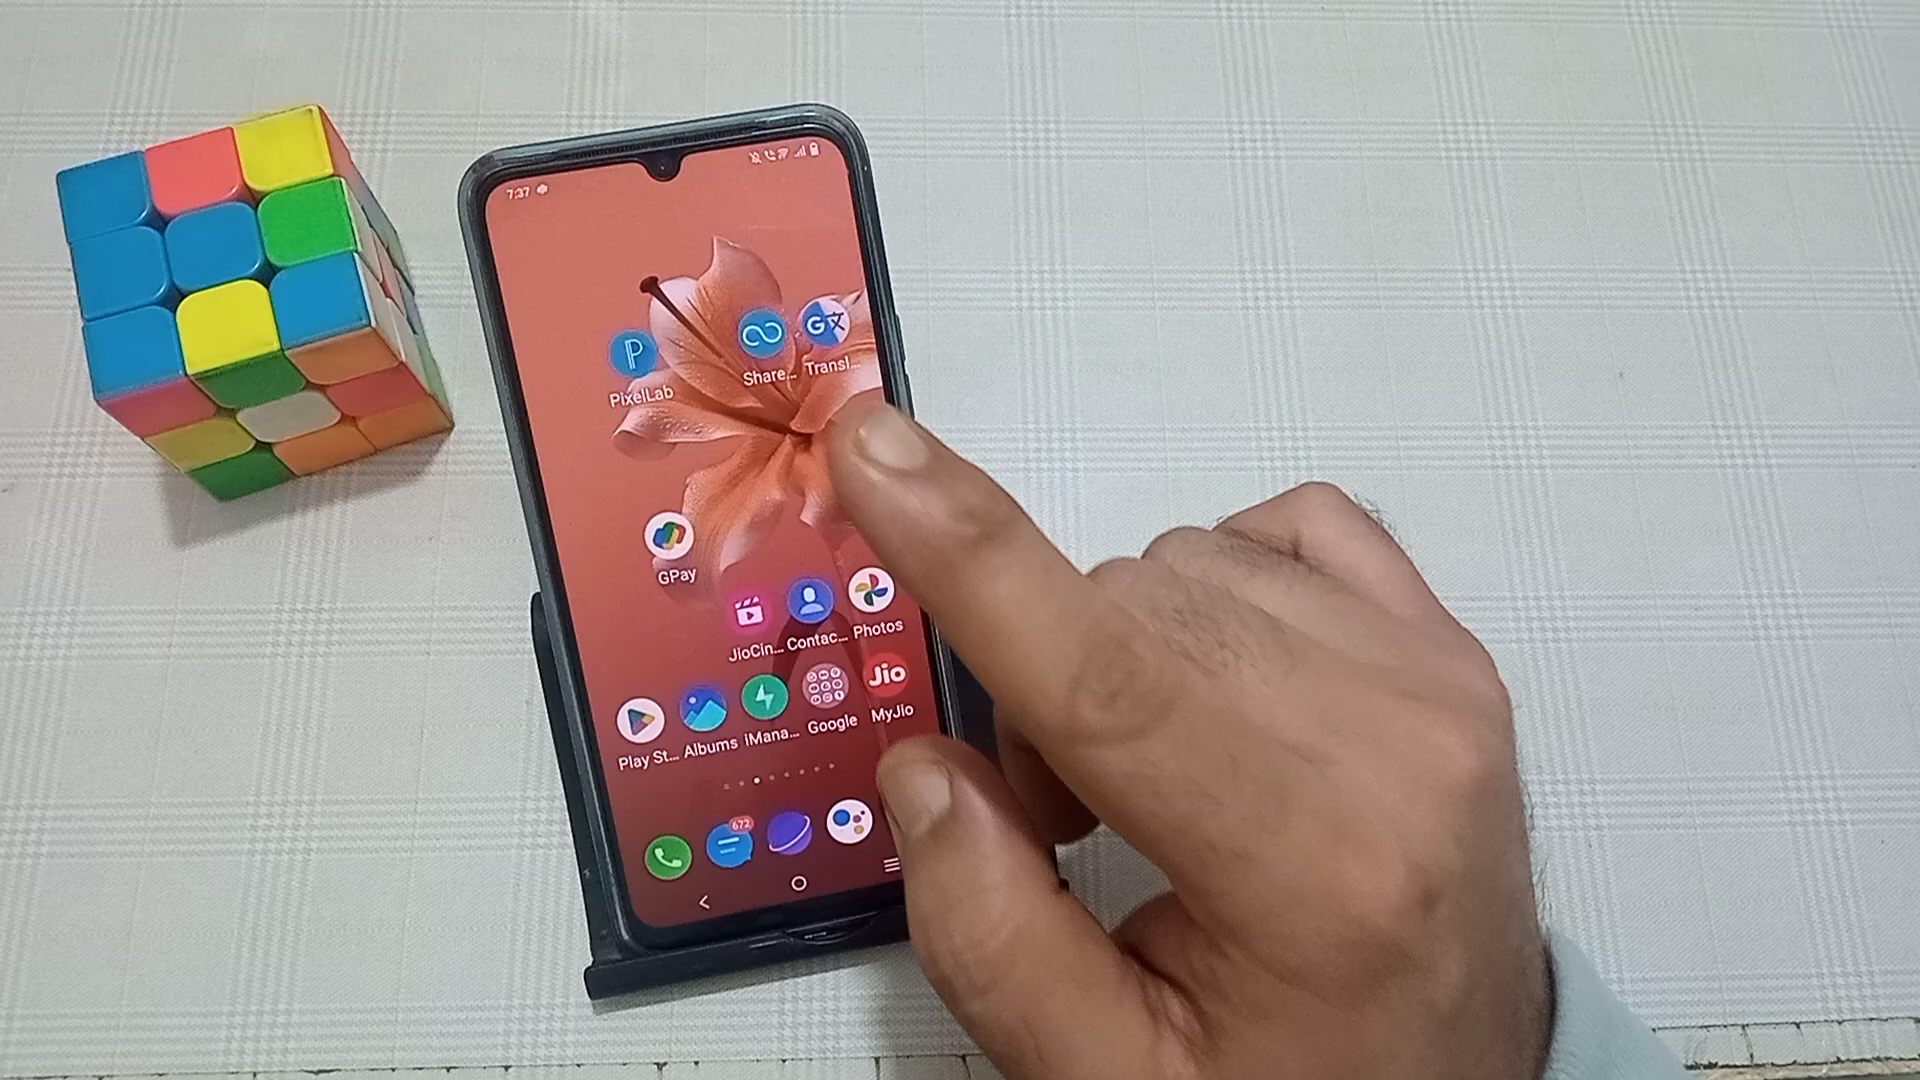 7:37
PixelLab
Share...
Transl...
GPay
JioCin...
Contac...
Photos
Jio
Play St...
Albums
iMana...
Google
MyJio
672